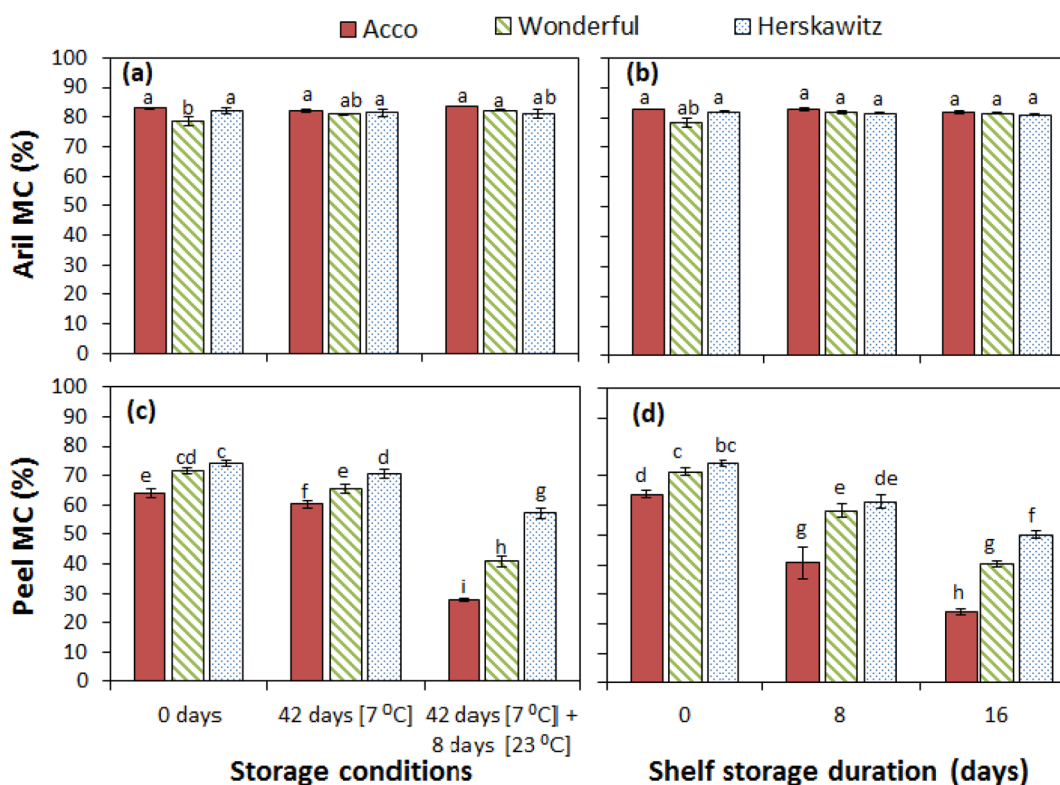 Acco Wonderful Herskawitz
(a)
Aril MC (%)
100
90
80
70
60
50
40
30
20
10
0
a b a a ab a a a ab
(b)
a ab a a a a a a a
(c)
Peel MC (%)
100
90
80
70
60
50
40
30
20
10
0
e cd c f e d i h g
(d)
d c bc g e de h g f
0 days
42 days [7 ⁰C]
42 days [7 ⁰C] +
8 days [23 ⁰C]
Storage conditions
0 8 16
Shelf storage duration (days)